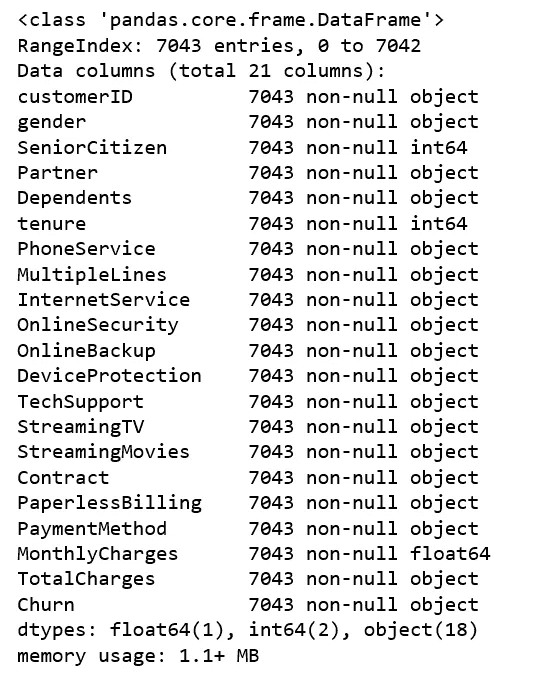 <class 'pandas.core.frame.DataFrame'>
RangeIndex: 7043 entries, 0 to 7042
Data columns (total 21 columns):
customerID 7043 non-null object
gender 7043 non-null object
SeniorCitizen 7043 non-null int64
Partner 7043 non-null object
Dependents 7043 non-null object
tenure 7043 non-null int64
PhoneService 7043 non-null object
MultipleLines 7043 non-null object
InternetService 7043 non-null object
OnlineSecurity 7043 non-null object
OnlineBackup 7043 non-null object
DeviceProtection 7043 non-null object
TechSupport 7043 non-null object
StreamingTV 7043 non-null object
StreamingMovies 7043 non-null object
Contract 7043 non-null object
PaperlessBilling 7043 non-null object
PaymentMethod 7043 non-null object
MonthlyCharges 7043 non-null float64
TotalCharges 7043 non-null object
Churn 7043 non-null object
dtypes: float64(1), int64(2), object(18)
memory usage: 1.1+ MB